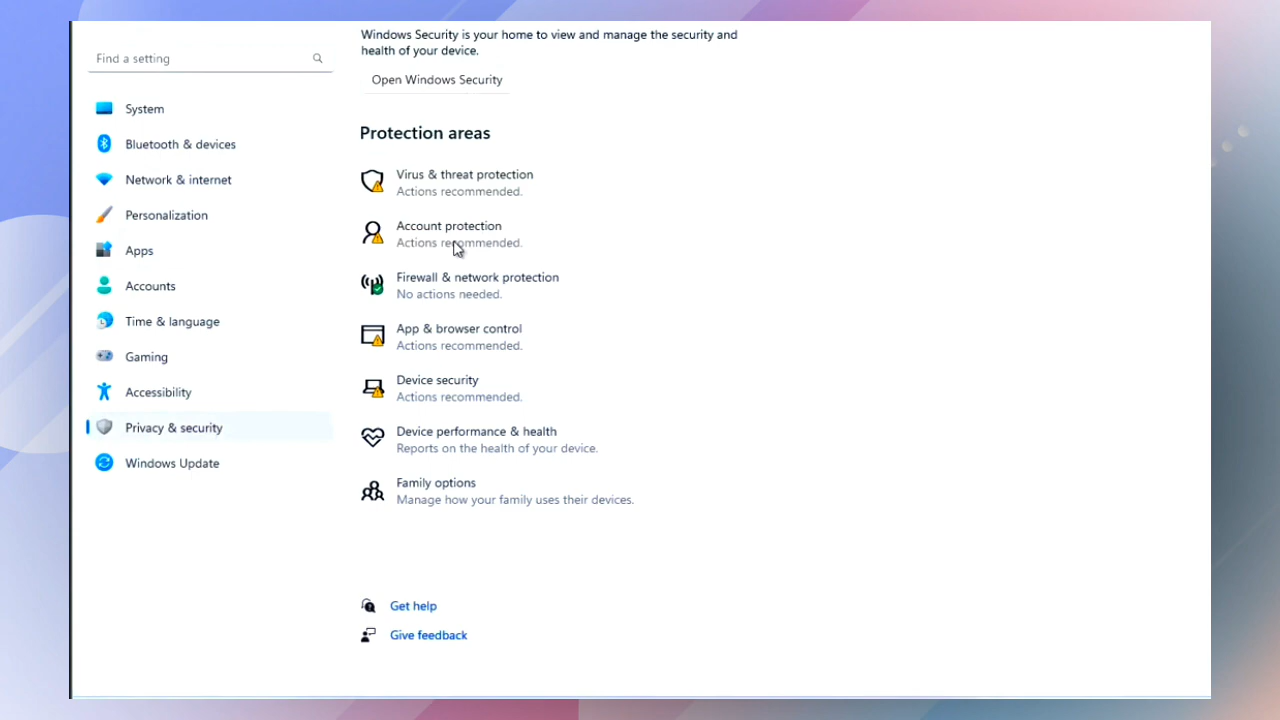 Find a setting
System
Bluetooth & devices
Network & internet
Personalization
Apps
Accounts
Time & language
Gaming
Accessibility
Privacy & security
Windows Update
Windows Security is your home to view and manage the security and
health of your device.
Open Windows Security
Protection areas
Virus & threat protection
Actions recommended.
Account protection
Actions recommended.
Firewall & network protection
No actions needed.
App & browser control
Actions recommended.
Device security
Actions recommended.
Device performance & health
Reports on the health of your device.
Family options
Manage how your family uses their devices.
Get help
Give feedback